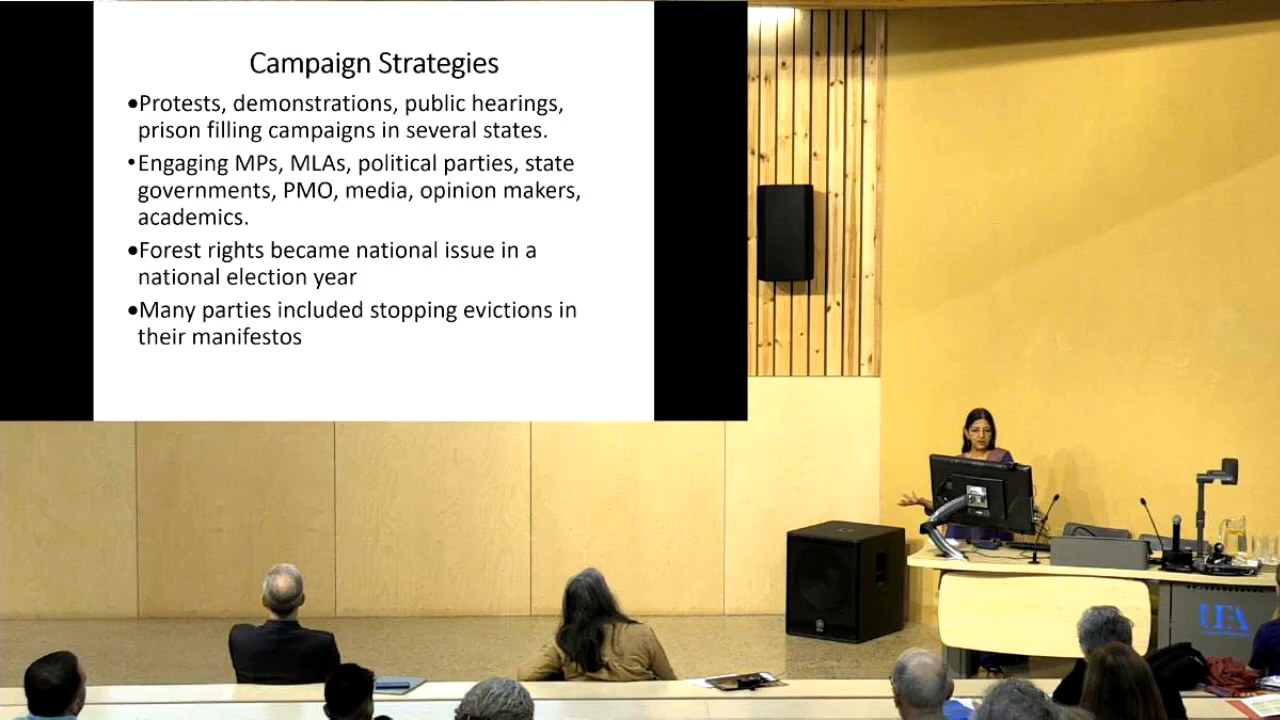 Campaign Strategies
•Protests, demonstrations, public hearings,
prison filling campaigns in several states.
•Engaging MPs, MLAs, political parties, state
governments, PMO, media, opinion makers,
academics.
•Forest rights became national issue in a
national election year
•Many parties included stopping evictions in
their manifestos
UEA